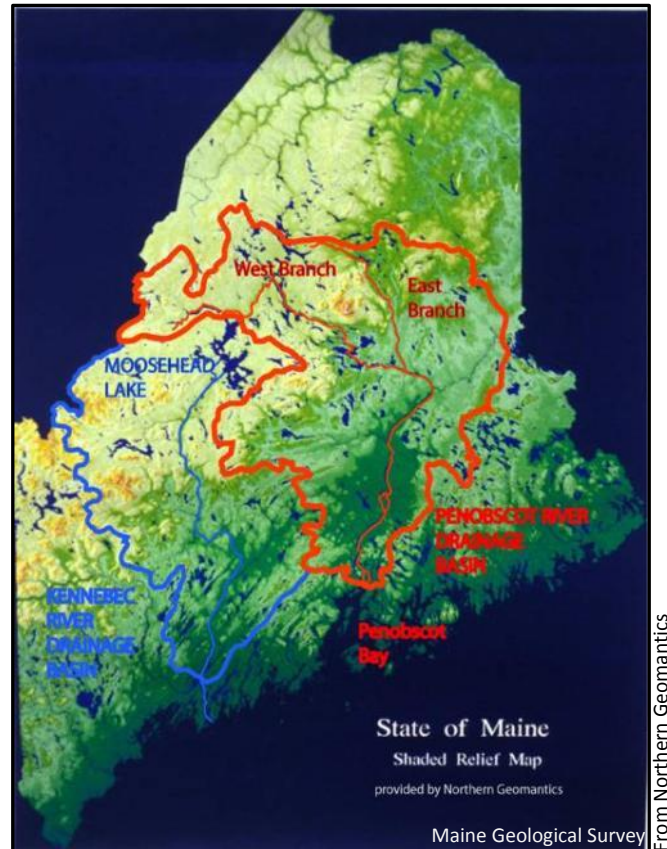 West Branch
East
Branch
MOOSEHEAD
LAKE
PENOBSCOT RIVER
DRAINAGE
BASIN
KENNEBEC
RIVER
DRAINAGE
BASIN
Penobscot
Bay
State of Maine
Shaded Relief Map
provided by Northern Geomantics
Maine Geological Survey
From Northern Geomantics